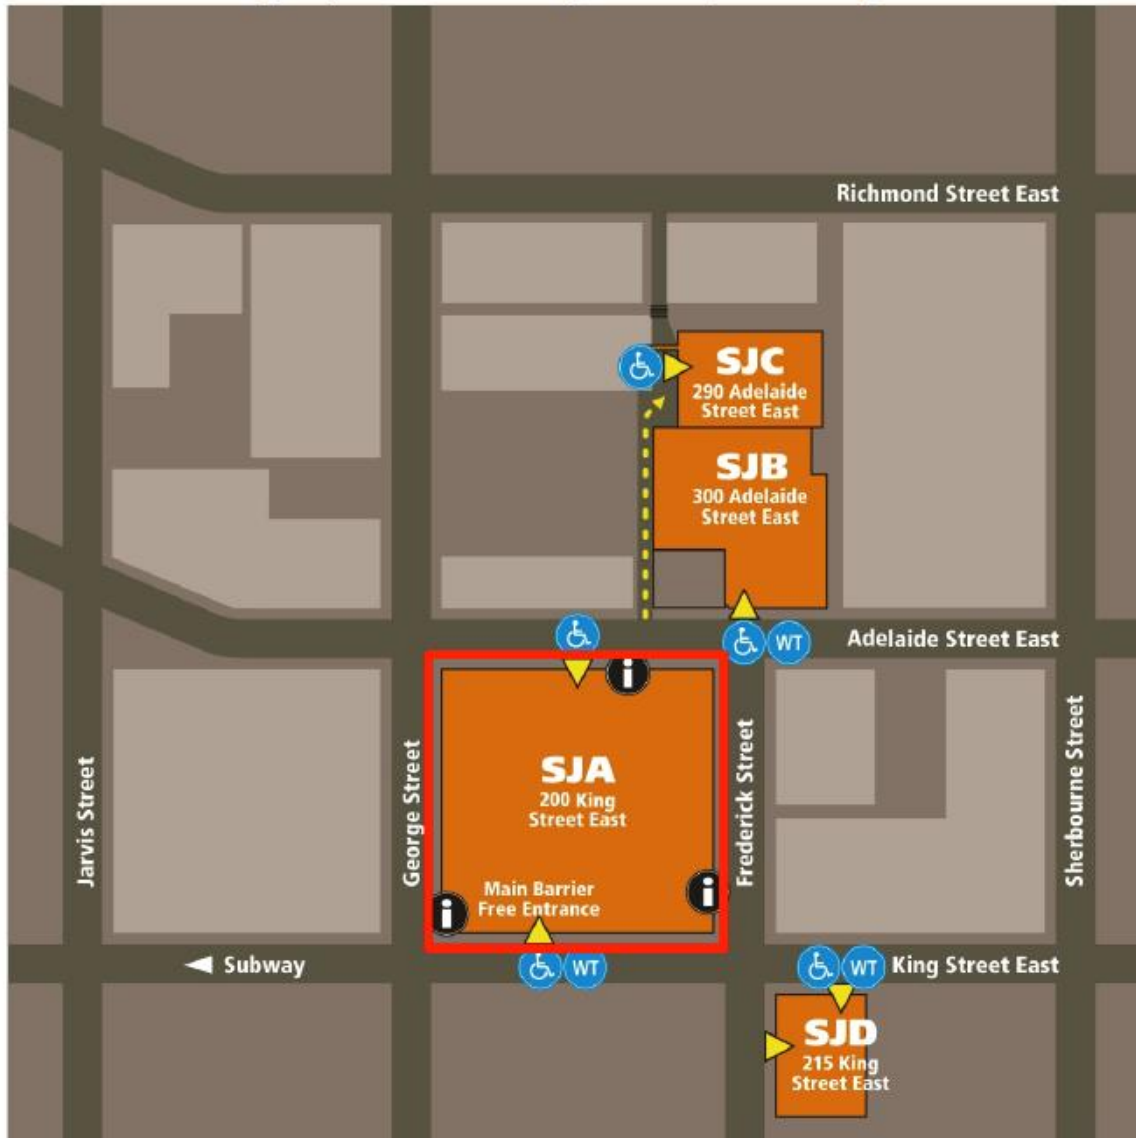 Richmond Street East
SJC
290 Adelaide
Street East
SJB
300 Adelaide
Street East
WT
Adelaide Street East
Jarvis Street
George Street
SJA
200 King
Street East
Frederick Street
Sherbourne Street
i
i
i
Main Barrier
Free Entrance
Subway
WT
WT
King Street East
SJD
215 King
Street East